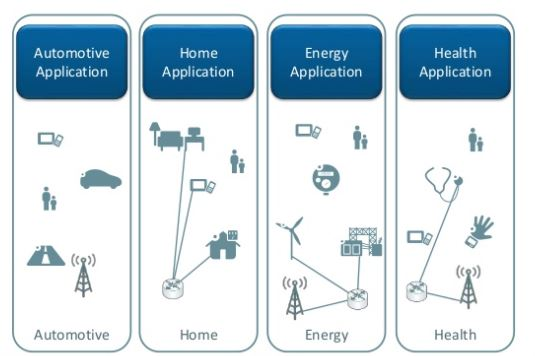 Automotive
Application
Home
Application
Energy
Application
Health
Application
Automotive
Home
Energy
Health